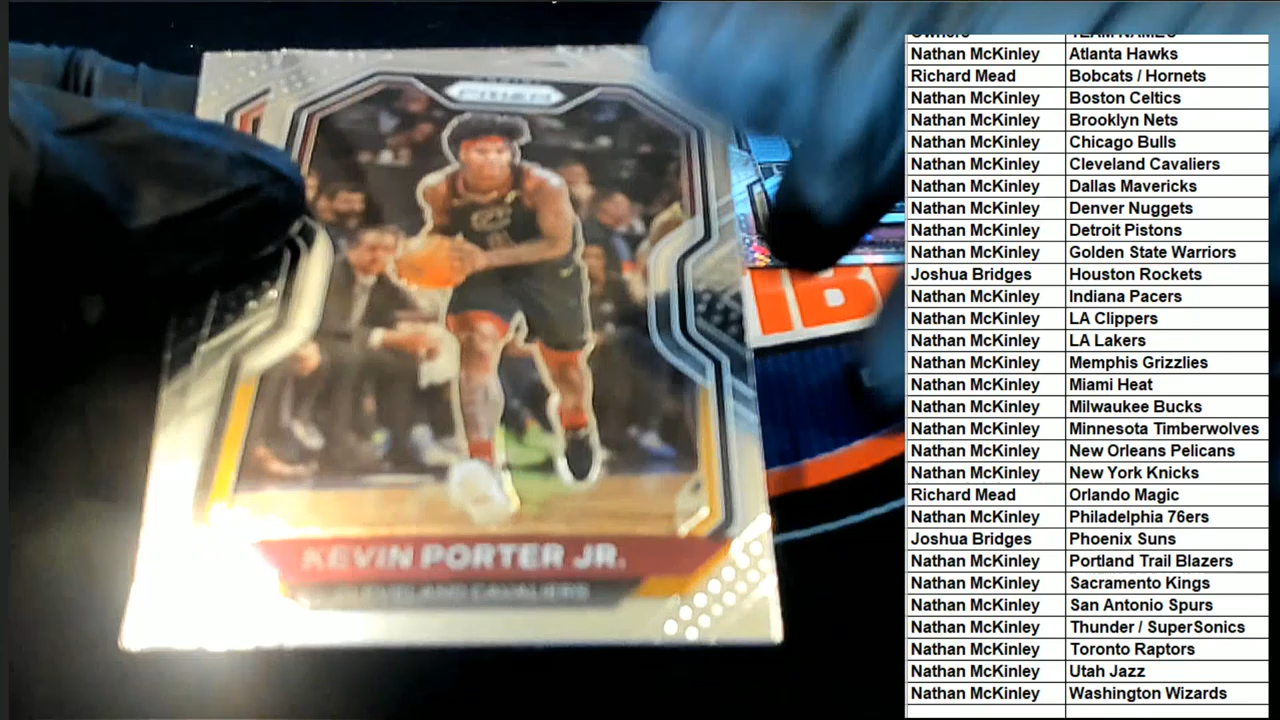 PRIZM
KEVIN PORTER JR.
CLEVELAND CAVALIERS
IB
Owners TEAM NAMES
Nathan McKinley Atlanta Hawks
Richard Mead Bobcats / Hornets
Nathan McKinley Boston Celtics
Nathan McKinley Brooklyn Nets
Nathan McKinley Chicago Bulls
Nathan McKinley Cleveland Cavaliers
Nathan McKinley Dallas Mavericks
Nathan McKinley Denver Nuggets
Nathan McKinley Detroit Pistons
Nathan McKinley Golden State Warriors
Joshua Bridges Houston Rockets
Nathan McKinley Indiana Pacers
Nathan McKinley LA Clippers
Nathan McKinley LA Lakers
Nathan McKinley Memphis Grizzlies
Nathan McKinley Miami Heat
Nathan McKinley Milwaukee Bucks
Nathan McKinley Minnesota Timberwolves
Nathan McKinley New Orleans Pelicans
Nathan McKinley New York Knicks
Richard Mead Orlando Magic
Nathan McKinley Philadelphia 76ers
Joshua Bridges Phoenix Suns
Nathan McKinley Portland Trail Blazers
Nathan McKinley Sacramento Kings
Nathan McKinley San Antonio Spurs
Nathan McKinley Thunder / SuperSonics
Nathan McKinley Toronto Raptors
Nathan McKinley Utah Jazz
Nathan McKinley Washington Wizards